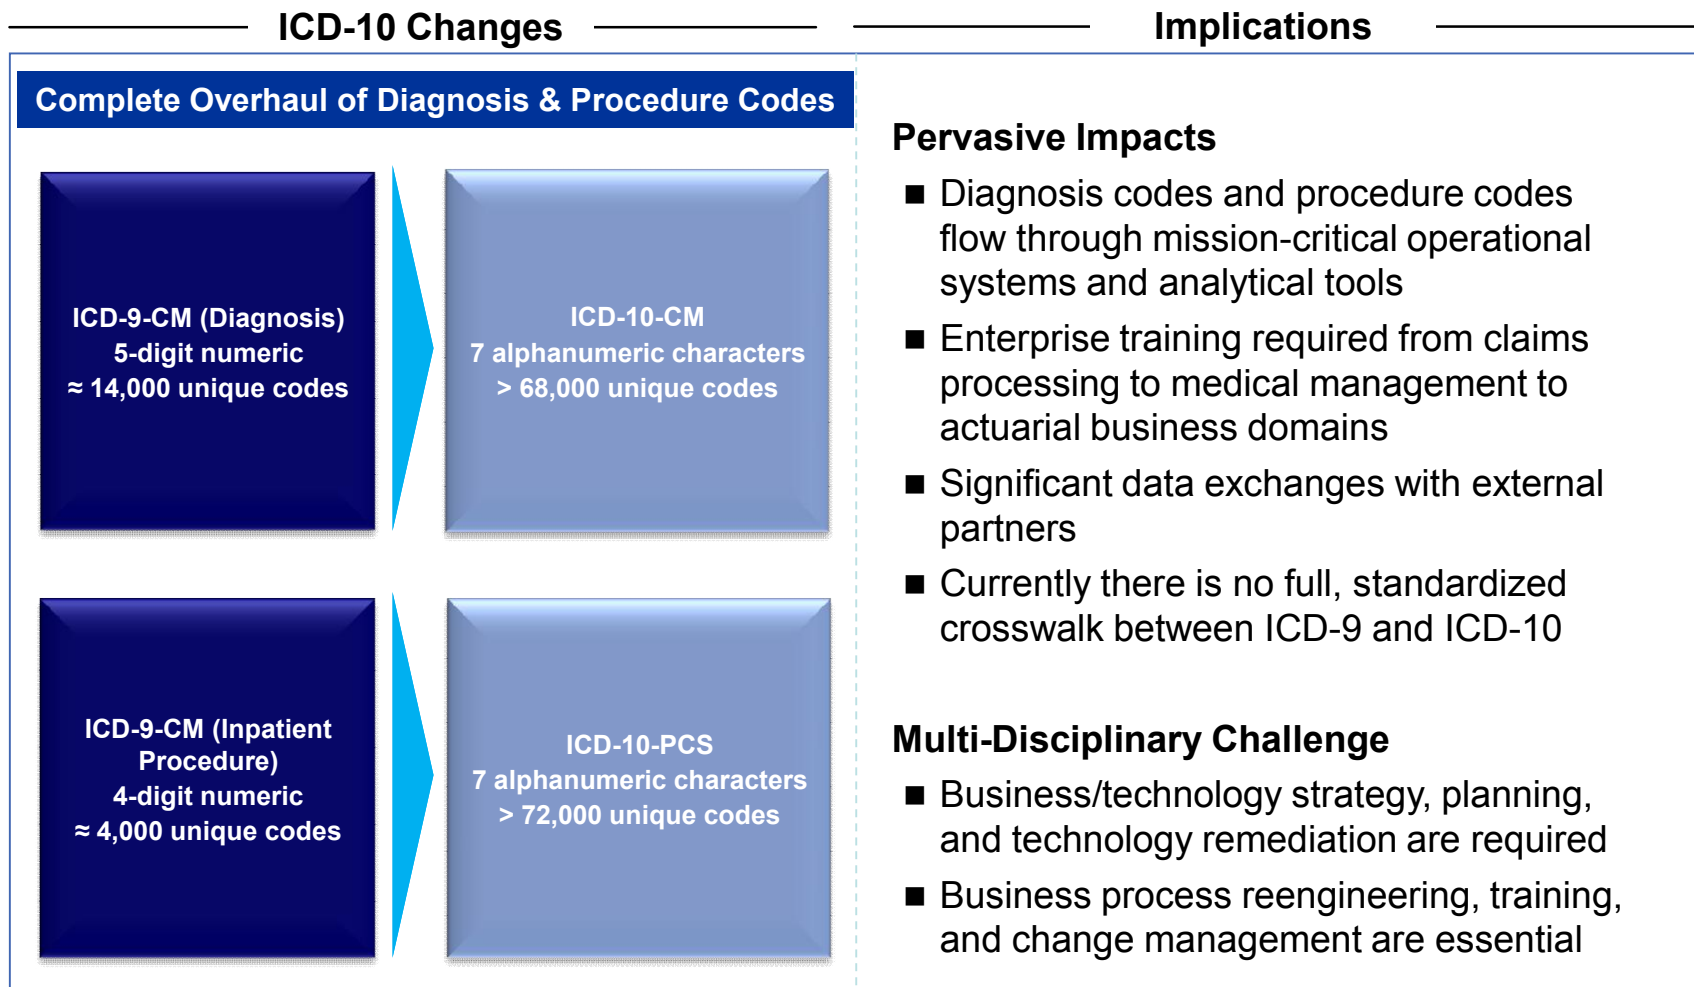 ICD-10 Changes
Complete Overhaul of Diagnosis & Procedure Codes
ICD-9-CM (Diagnosis)
5-digit numeric
≈ 14,000 unique codes
ICD-10-CM
7 alphanumeric characters
> 68,000 unique codes
ICD-9-CM (Inpatient
Procedure)
4-digit numeric
≈ 4,000 unique codes
ICD-10-PCS
7 alphanumeric characters
> 72,000 unique codes
Implications
Pervasive Impacts
■ Diagnosis codes and procedure codes
flow through mission-critical operational
systems and analytical tools
■ Enterprise training required from claims
processing to medical management to
actuarial business domains
■ Significant data exchanges with external
partners
■ Currently there is no full, standardized
crosswalk between ICD-9 and ICD-10
Multi-Disciplinary Challenge
■ Business/technology strategy, planning,
and technology remediation are required
■ Business process reengineering, training,
and change management are essential